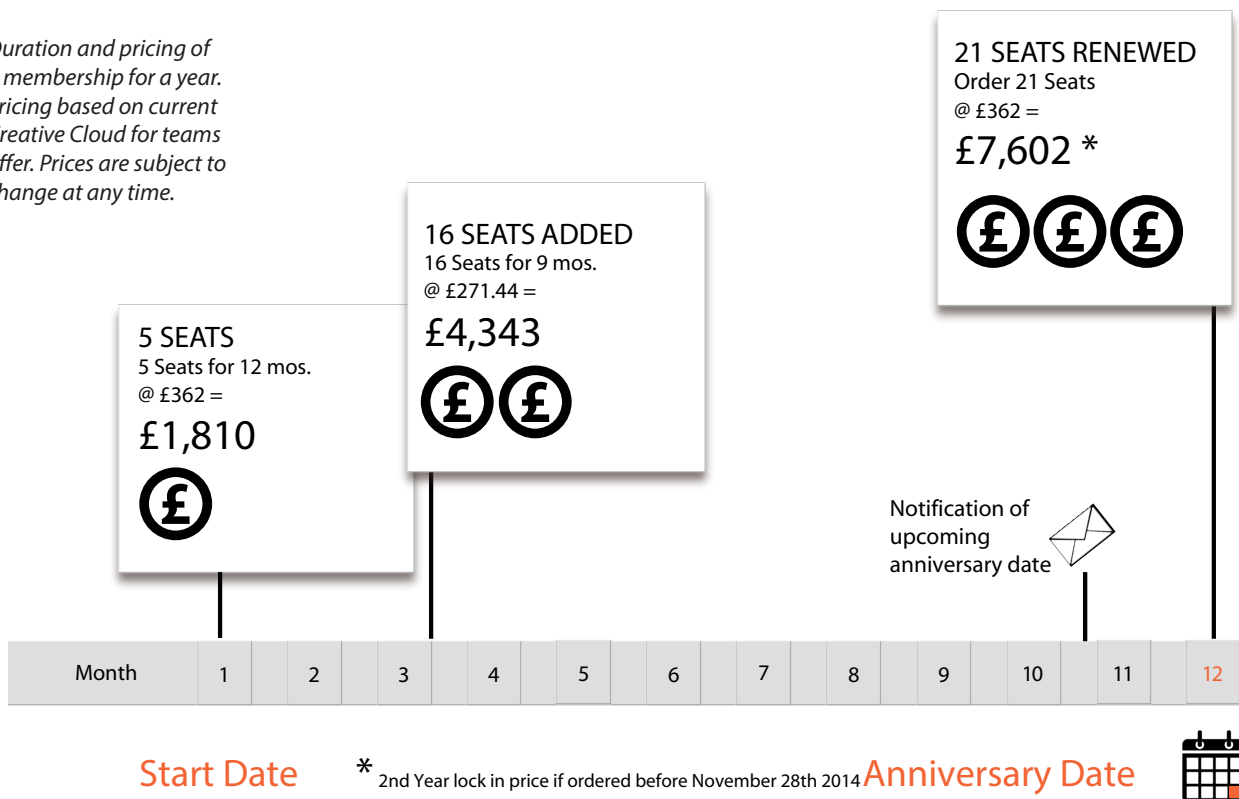 uration and pricing of
membership for a year.
ricing based on current
reative Cloud for teams
ffer. Prices are subject to
hange at any time.
21 SEATS RENEWED
Order 21 Seats
@ £362 =
£7,602 *
£ £ £
16 SEATS ADDED
16 Seats for 9 mos.
@ £271.44 =
£4,343
£ £
5 SEATS
5 Seats for 12 mos.
@ £362 =
£1,810
£
Notification of
upcoming
anniversary date
Month 1 2 3 4 5 6 7 8 9 10 11 12
Start Date * 2nd Year lock in price if ordered before November 28th 2014 Anniversary Date